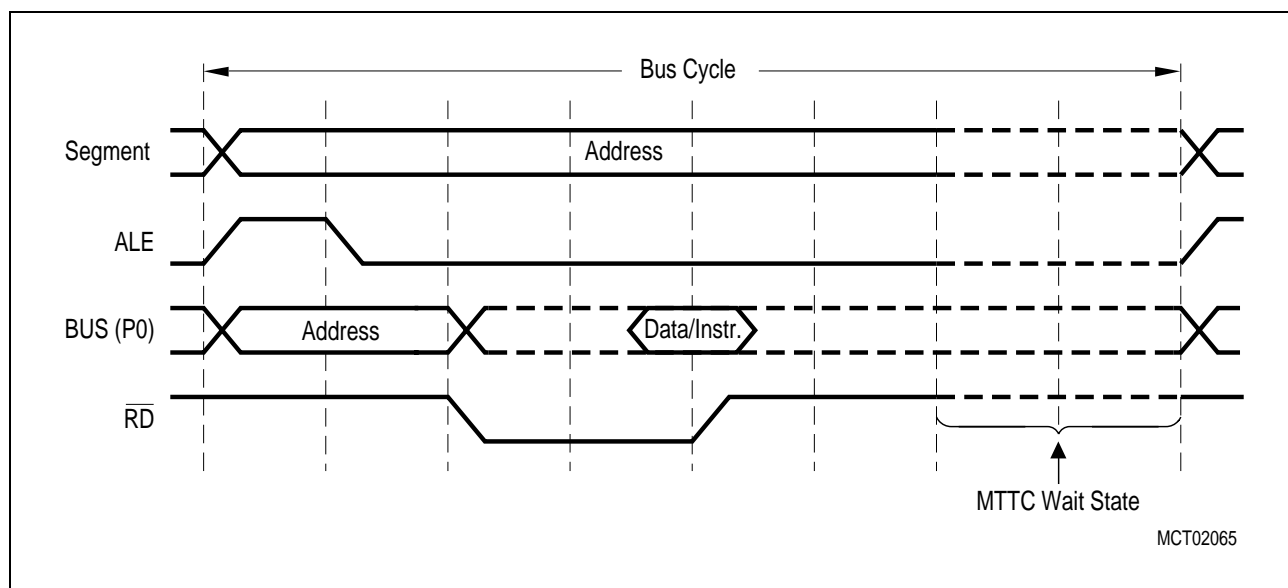 Bus Cycle
Segment
Address
ALE
BUS (P0)
Address
Data/Instr.
RD
MTTC Wait State
MCT02065